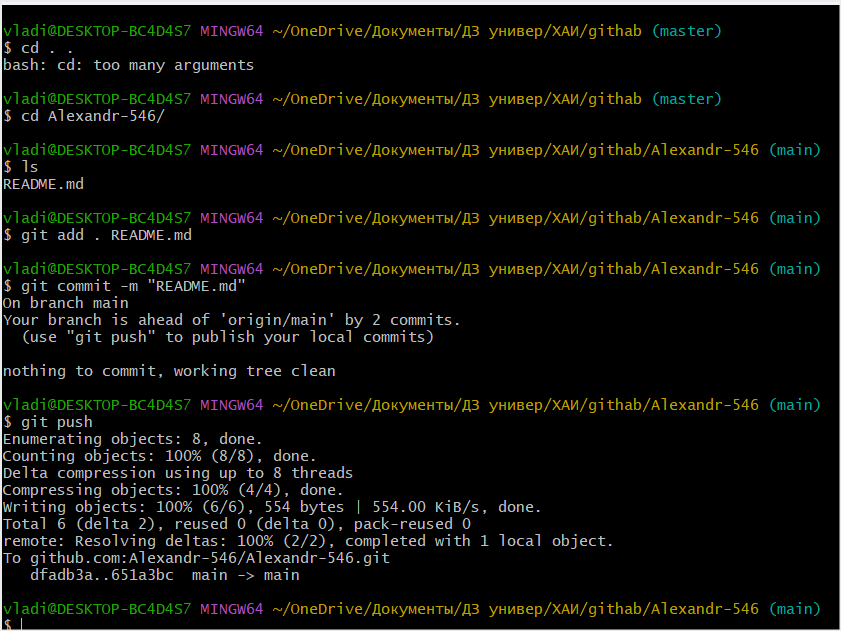 vladi@DESKTOP-BC4D4S7 MINGW64 ~/OneDrive/Документы/ДЗ универ/ХАИ/githab (master)
$ cd . .
bash: cd: too many arguments
vladi@DESKTOP-BC4D4S7 MINGW64 ~/OneDrive/Документы/ДЗ универ/ХАИ/githab (master)
$ cd Alexandr-546/
vladi@DESKTOP-BC4D4S7 MINGW64 ~/OneDrive/Документы/ДЗ универ/ХАИ/githab/Alexandr-546 (main)
$ ls
README.md
vladi@DESKTOP-BC4D4S7 MINGW64 ~/OneDrive/Документы/ДЗ универ/ХАИ/githab/Alexandr-546 (main)
$ git add . README.md
vladi@DESKTOP-BC4D4S7 MINGW64 ~/OneDrive/Документы/ДЗ универ/ХАИ/githab/Alexandr-546 (main)
$ git commit -m "README.md"
On branch main
Your branch is ahead of 'origin/main' by 2 commits.
  (use "git push" to publish your local commits)
nothing to commit, working tree clean
vladi@DESKTOP-BC4D4S7 MINGW64 ~/OneDrive/Документы/ДЗ универ/ХАИ/githab/Alexandr-546 (main)
$ git push
Enumerating objects: 8, done.
Counting objects: 100% (8/8), done.
Delta compression using up to 8 threads
Compressing objects: 100% (4/4), done.
Writing objects: 100% (6/6), 554 bytes | 554.00 KiB/s, done.
Total 6 (delta 2), reused 0 (delta 0), pack-reused 0
remote: Resolving deltas: 100% (2/2), completed with 1 local object.
To github.com:Alexandr-546/Alexandr-546.git
   dfadb3a..651a3bc  main -> main
vladi@DESKTOP-BC4D4S7 MINGW64 ~/OneDrive/Документы/ДЗ универ/ХАИ/githab/Alexandr-546 (main)
$